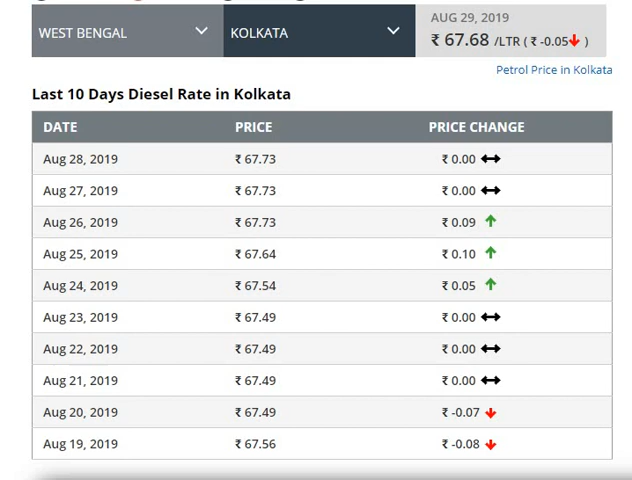 WEST BENGAL KOLKATA AUG 29, 2019
₹ 67.68 /LTR ( ₹ -0.05 )
Petrol Price in Kolkata
Last 10 Days Diesel Rate in Kolkata
DATE PRICE PRICE CHANGE
Aug 28, 2019 ₹ 67.73 ₹ 0.00
Aug 27, 2019 ₹ 67.73 ₹ 0.00
Aug 26, 2019 ₹ 67.73 ₹ 0.09
Aug 25, 2019 ₹ 67.64 ₹ 0.10
Aug 24, 2019 ₹ 67.54 ₹ 0.05
Aug 23, 2019 ₹ 67.49 ₹ 0.00
Aug 22, 2019 ₹ 67.49 ₹ 0.00
Aug 21, 2019 ₹ 67.49 ₹ 0.00
Aug 20, 2019 ₹ 67.49 ₹ -0.07
Aug 19, 2019 ₹ 67.56 ₹ -0.08